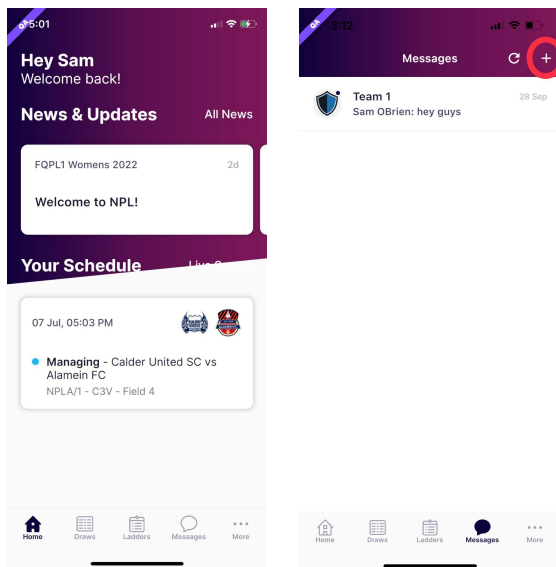 QA
5:01
Hey Sam
Welcome back!
News & Updates
All News
FQPL1 Womens 2022
2d
Welcome to NPL!
Your Schedule
07 Jul, 05:03 PM
Managing - Calder United SC vs
Alamein FC
NPLA/1 - C3V - Field 4
Home
Draws
Ladders
Messages
More
QA
3:12
Messages
Team 1
28 Sep
Sam OBrien: hey guys
Home
Draws
Ladders
Messages
More